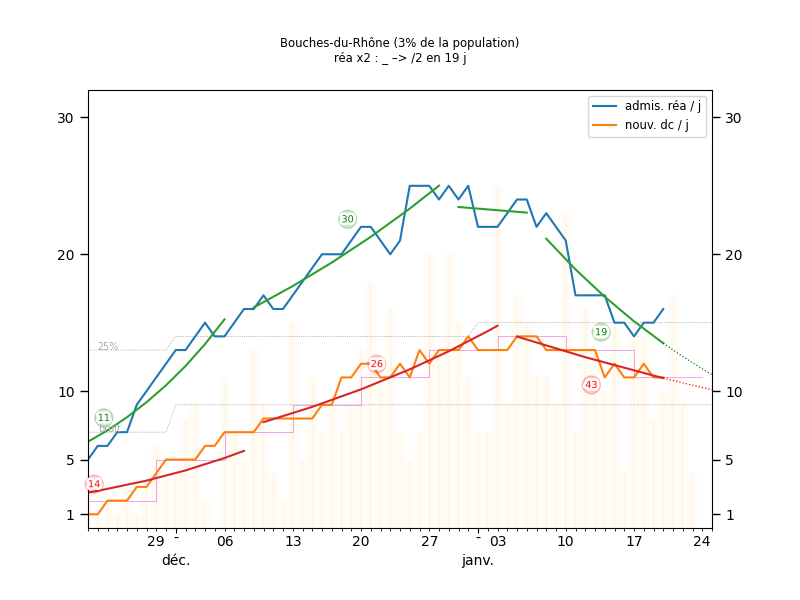 Bouches-du-Rhône (3% de la population)
réa x2 : _ –> /2 en 19 j
admis. réa / j
nouv. dc / j
30 30
20 20
10 10
5 5
1 1
25%
30
11
14
26
19
43
29 - 06 13 20 27 - 03 10 17 24
déc. janv.